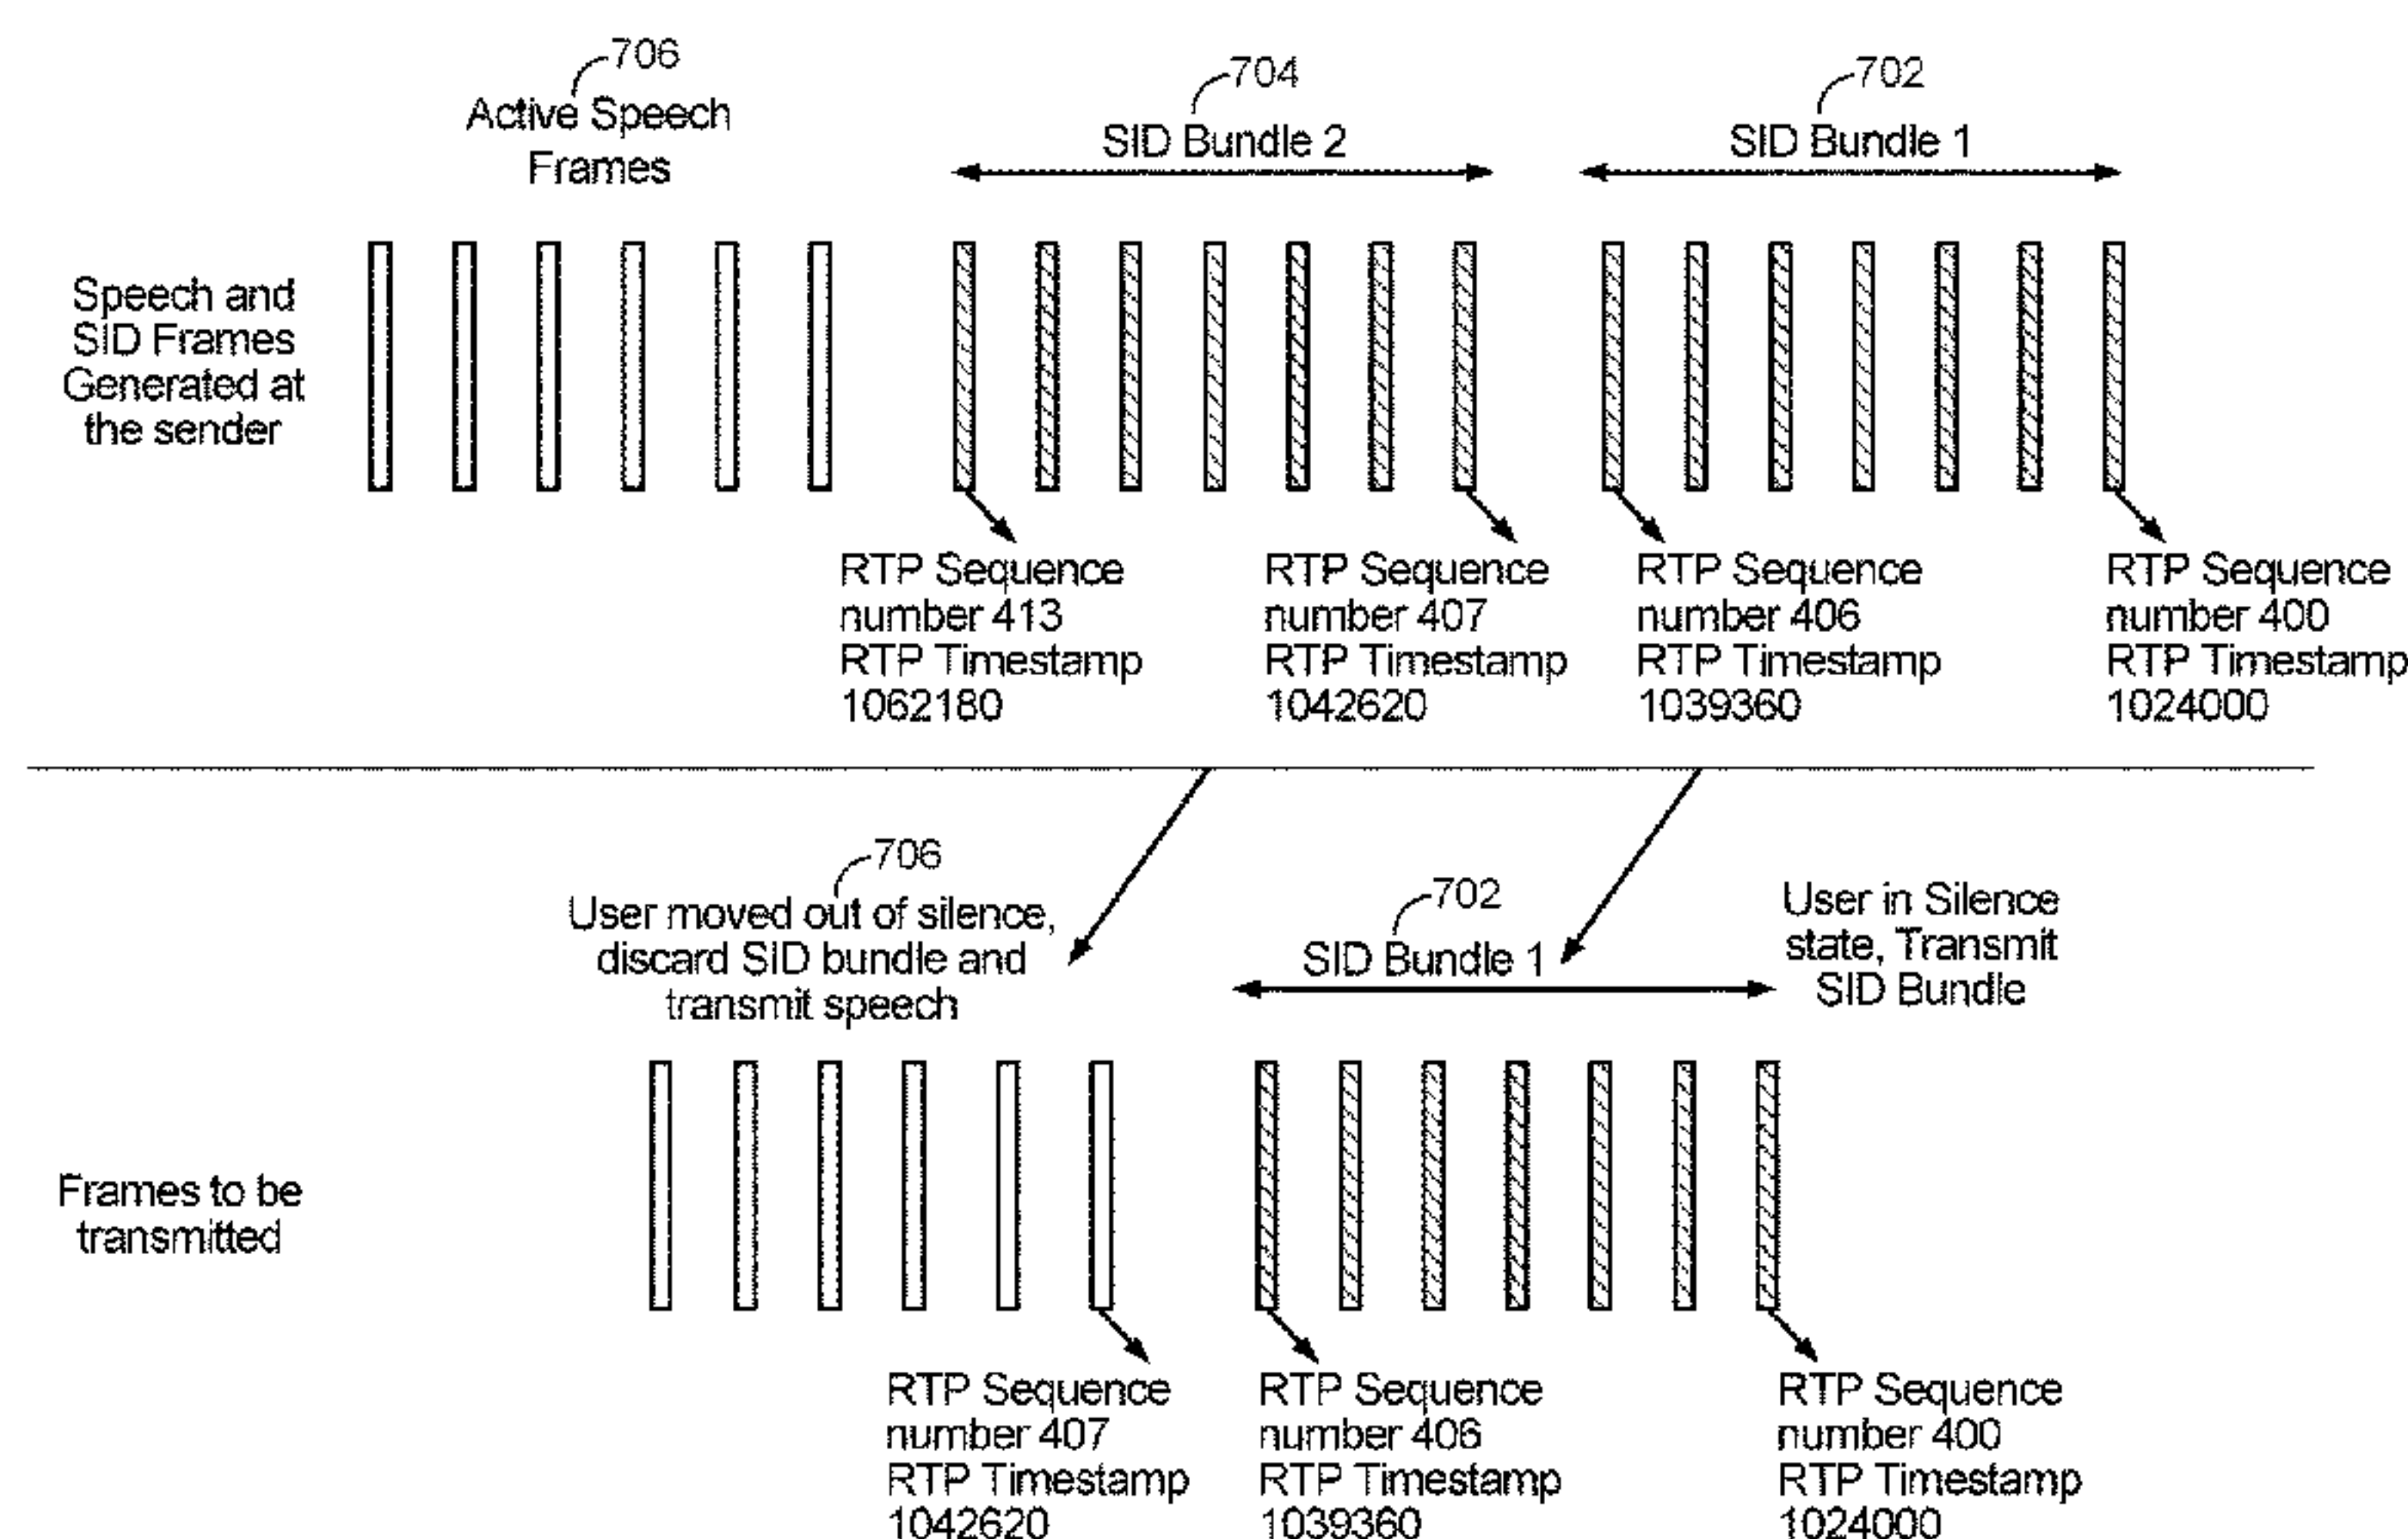 706
Active Speech
Frames
704
SID Bundle 2
702
SID Bundle 1
Speech and
SID Frames
Generated at
the sender
RTP Sequence
number 413
RTP Timestamp
1062180
RTP Sequence
number 407
RTP Timestamp
1042620
RTP Sequence
number 406
RTP Timestamp
1039360
RTP Sequence
number 400
RTP Timestamp
1024000
706
User moved out of silence,
discard SID bundle and
transmit speech
702
SID Bundle 1
User in Silence
state, Transmit
SID Bundle
Frames to be
transmitted
RTP Sequence
number 407
RTP Timestamp
1042620
RTP Sequence
number 406
RTP Timestamp
1039360
RTP Sequence
number 400
RTP Timestamp
1024000